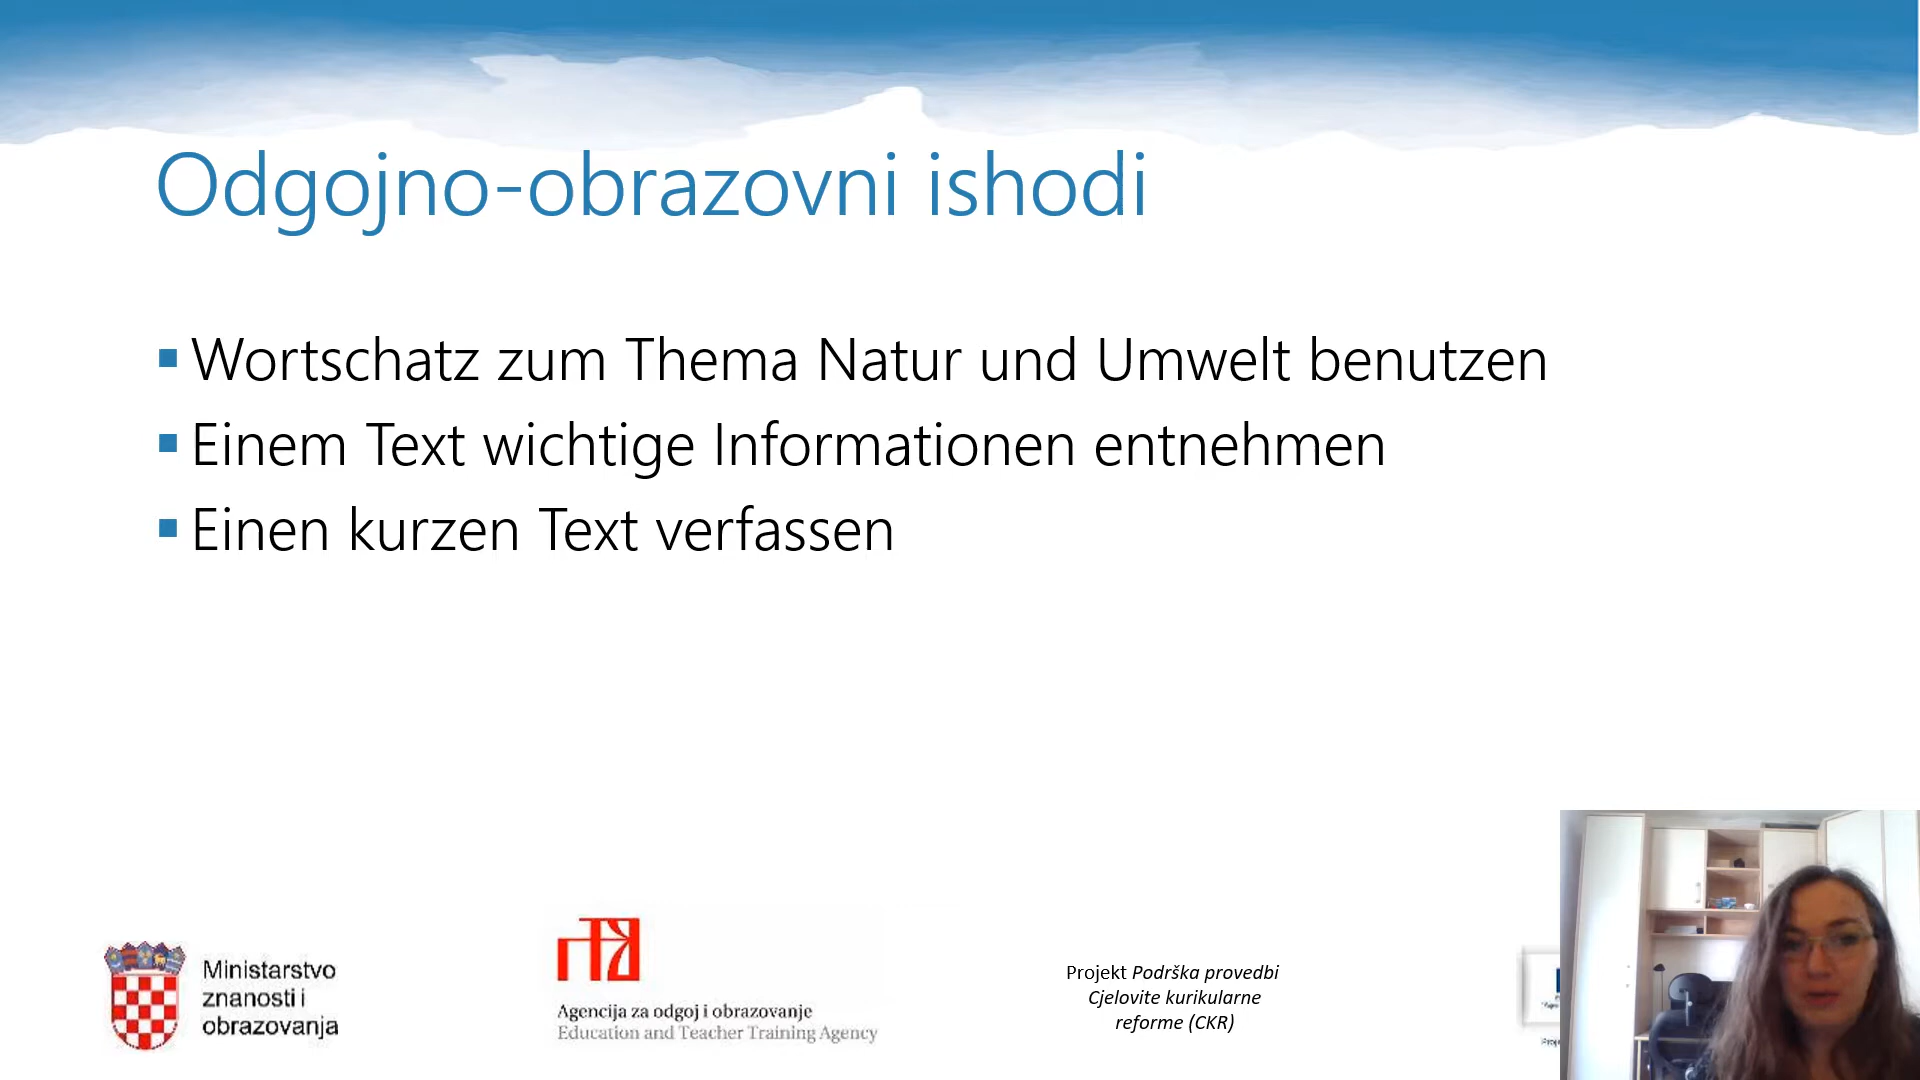 Odgojno-obrazovni ishodi
Wortschatz zum Thema Natur und Umwelt benutzen
Einem Text wichtige Informationen entnehmen
Einen kurzen Text verfassen
Ministarstvo
znanosti i
obrazovanja
Agencija za odgoj i obrazovanje
Education and Teacher Training Agency
Projekt Podrška provedbi
Cjelovite kurikularne
reforme (CKR)